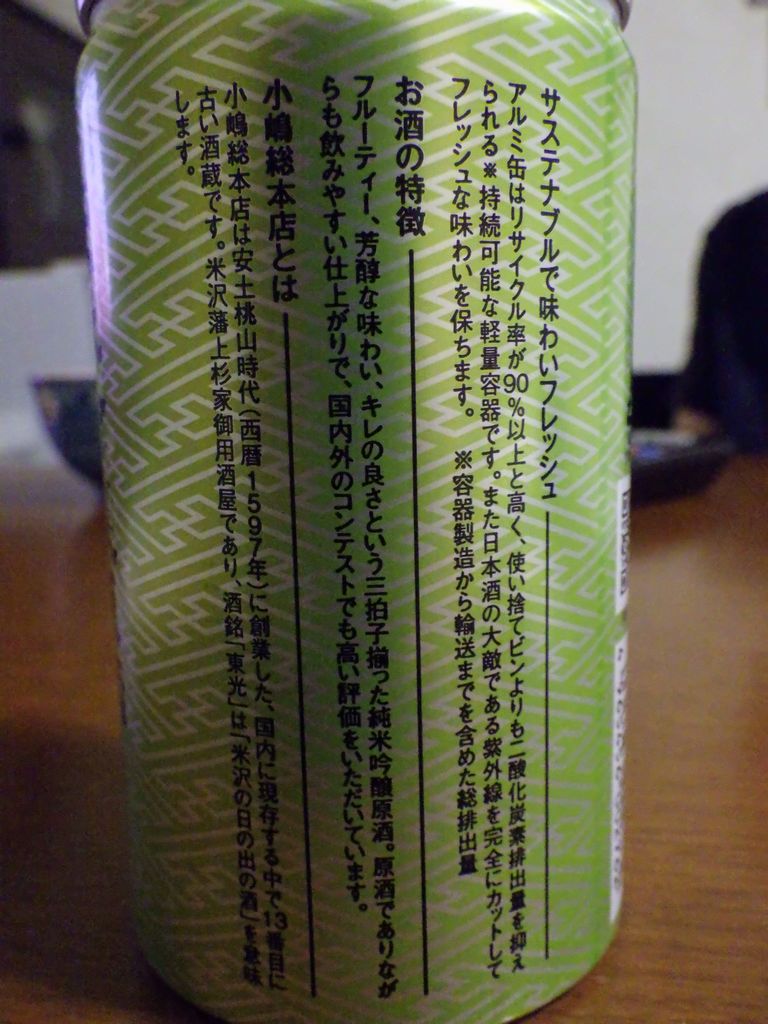 サステナブルで味わいフレッシュ
アルミ缶はリサイクル率が90%以上と高く、使い捨てビンよりも二酸化炭素排出量を抑え
られる※持続可能な軽量容器です。また日本酒の大敵である紫外線を完全にカットして
フレッシュな味わいを保ちます。 ※容器製造から輸送までを含めた総排出量
お酒の特徴
フルーティー、芳醇な味わい、キレの良さという三拍子揃った純米吟醸原酒。原酒でありなが
らも飲みやすい仕上がりで、国内外のコンテストでも高い評価をいただいています。
小嶋総本店とは
小嶋総本店は安土桃山時代(西暦1597年)に創業した、国内に現存する中で13番目に
古い酒蔵です。米沢藩上杉家御用酒屋であり、酒銘「東光」は「米沢の日の出の酒」を意味
します。